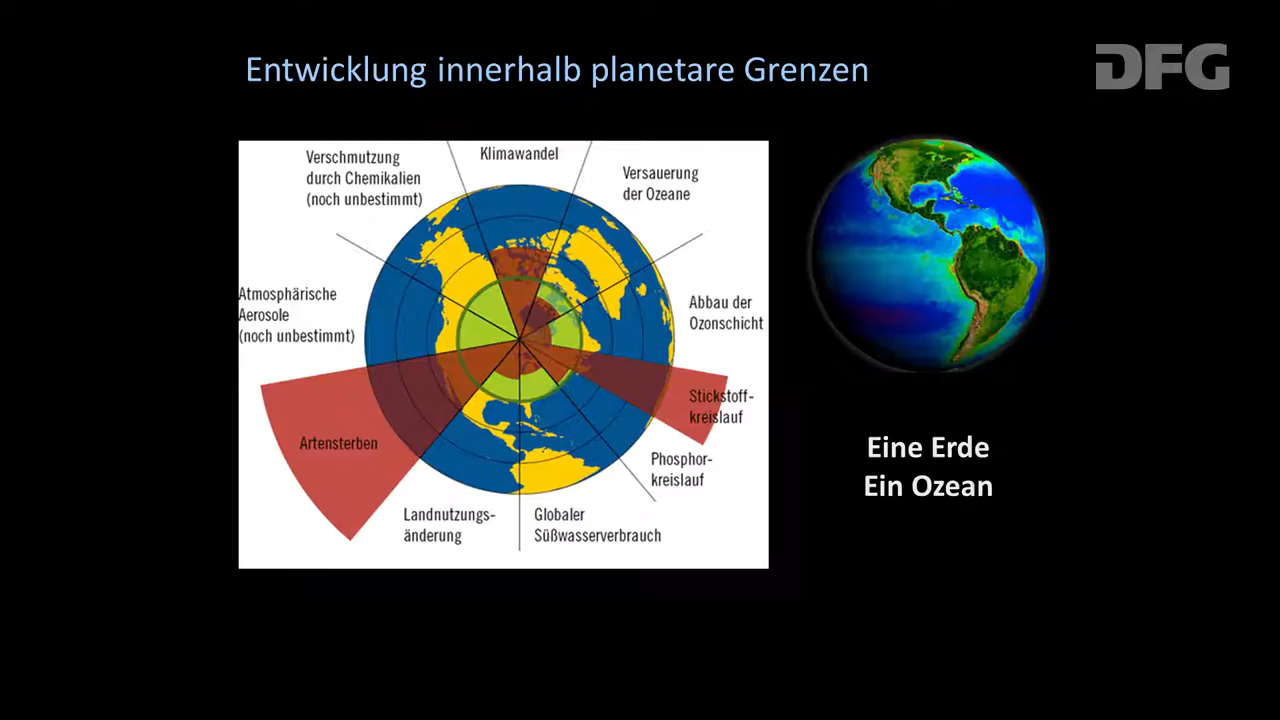 Entwicklung innerhalb planetare Grenzen
DFG
Klimawandel
Verschmutzung
durch Chemikalien
(noch unbestimmt)
Versauerung
der Ozeane
Atmosphärische
Aerosole
(noch unbestimmt)
Abbau der
Ozonschicht
Stickstoff-
kreislauf
Artensterben
Phosphor-
kreislauf
Landnutzungs-
änderung
Globaler
Süßwasserverbrauch
Eine Erde
Ein Ozean